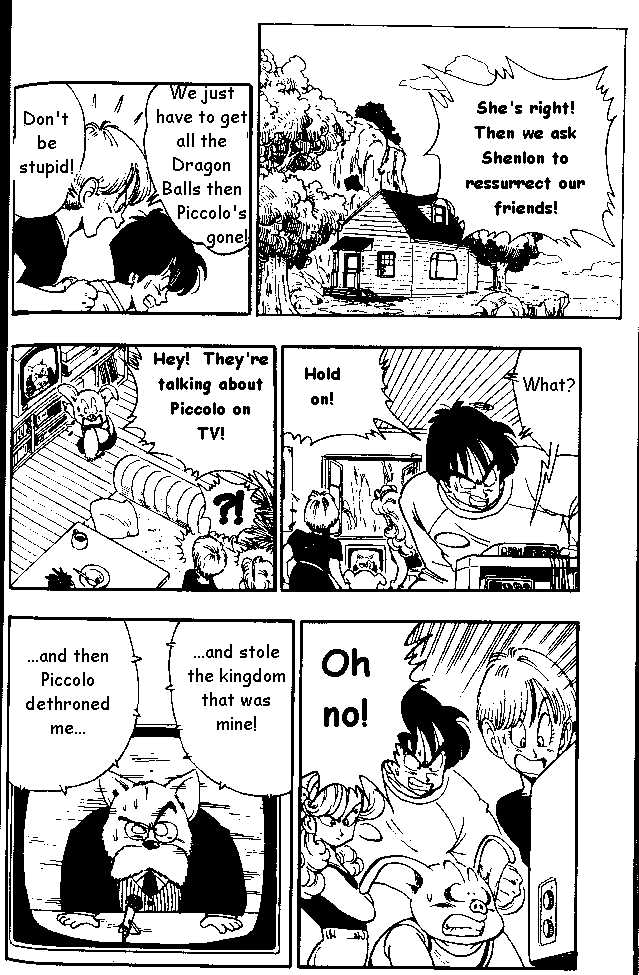 She's right!
Then we ask
Shenlon to
ressurrect our
friends!
We just
have to get
all the
Dragon
Balls then
Piccolo's
gone!
Don't
be
stupid!
What?
Hold
on!
Hey! They're
talking about
Piccolo on
TV!
?!
Oh
no!
...and stole
the kingdom
that was
mine!
...and then
Piccolo
dethroned
me...